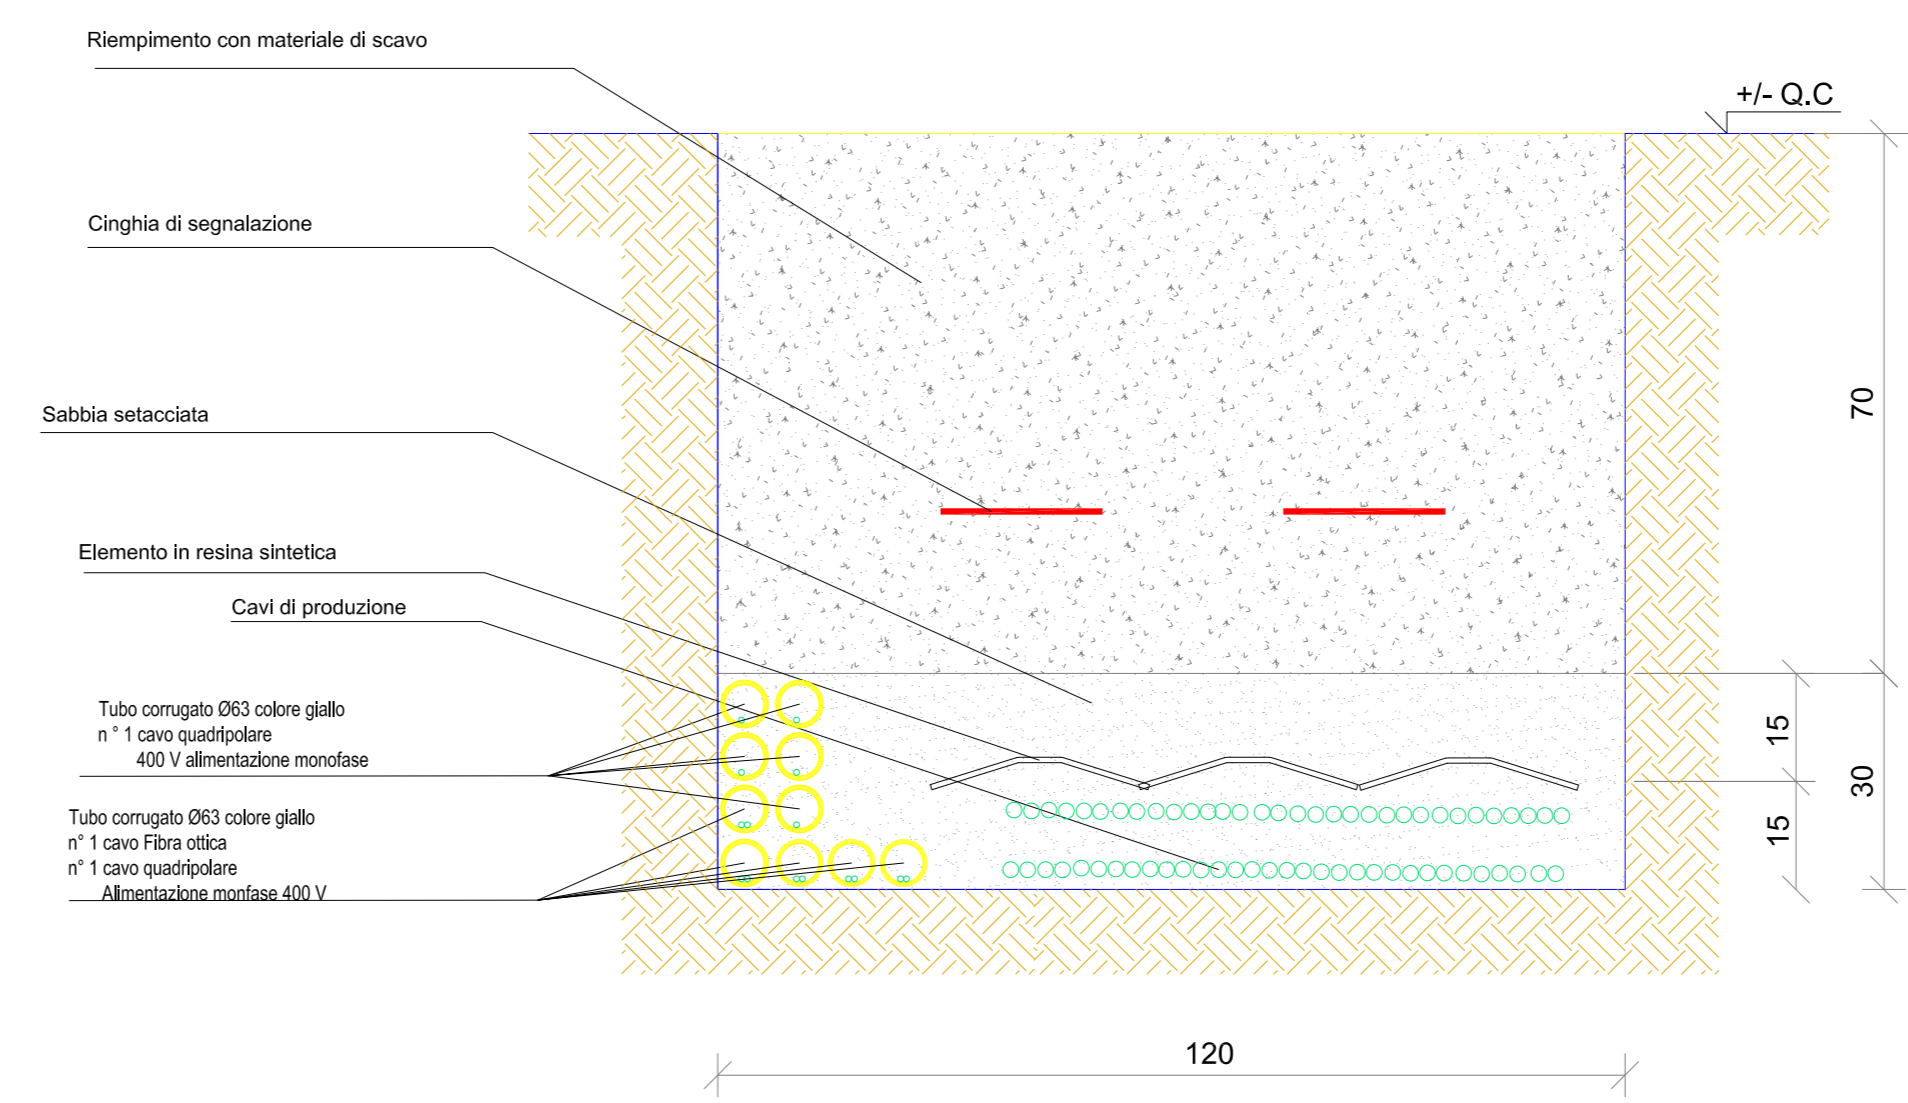 Riempimento con materiale di scavo
+/- Q.C
Cinghia di segnalazione
70
Sabbia setacciata
Elemento in resina sintetica
Cavi di produzione
Tubo corrugato Ø63 colore giallo
n ° 1 cavo quadripolare
400 V alimentazione monofase
15
30
15
Tubo corrugato Ø63 colore giallo
n° 1 cavo Fibra ottica
n° 1 cavo quadripolare
Alimentazione monfase 400 V
120